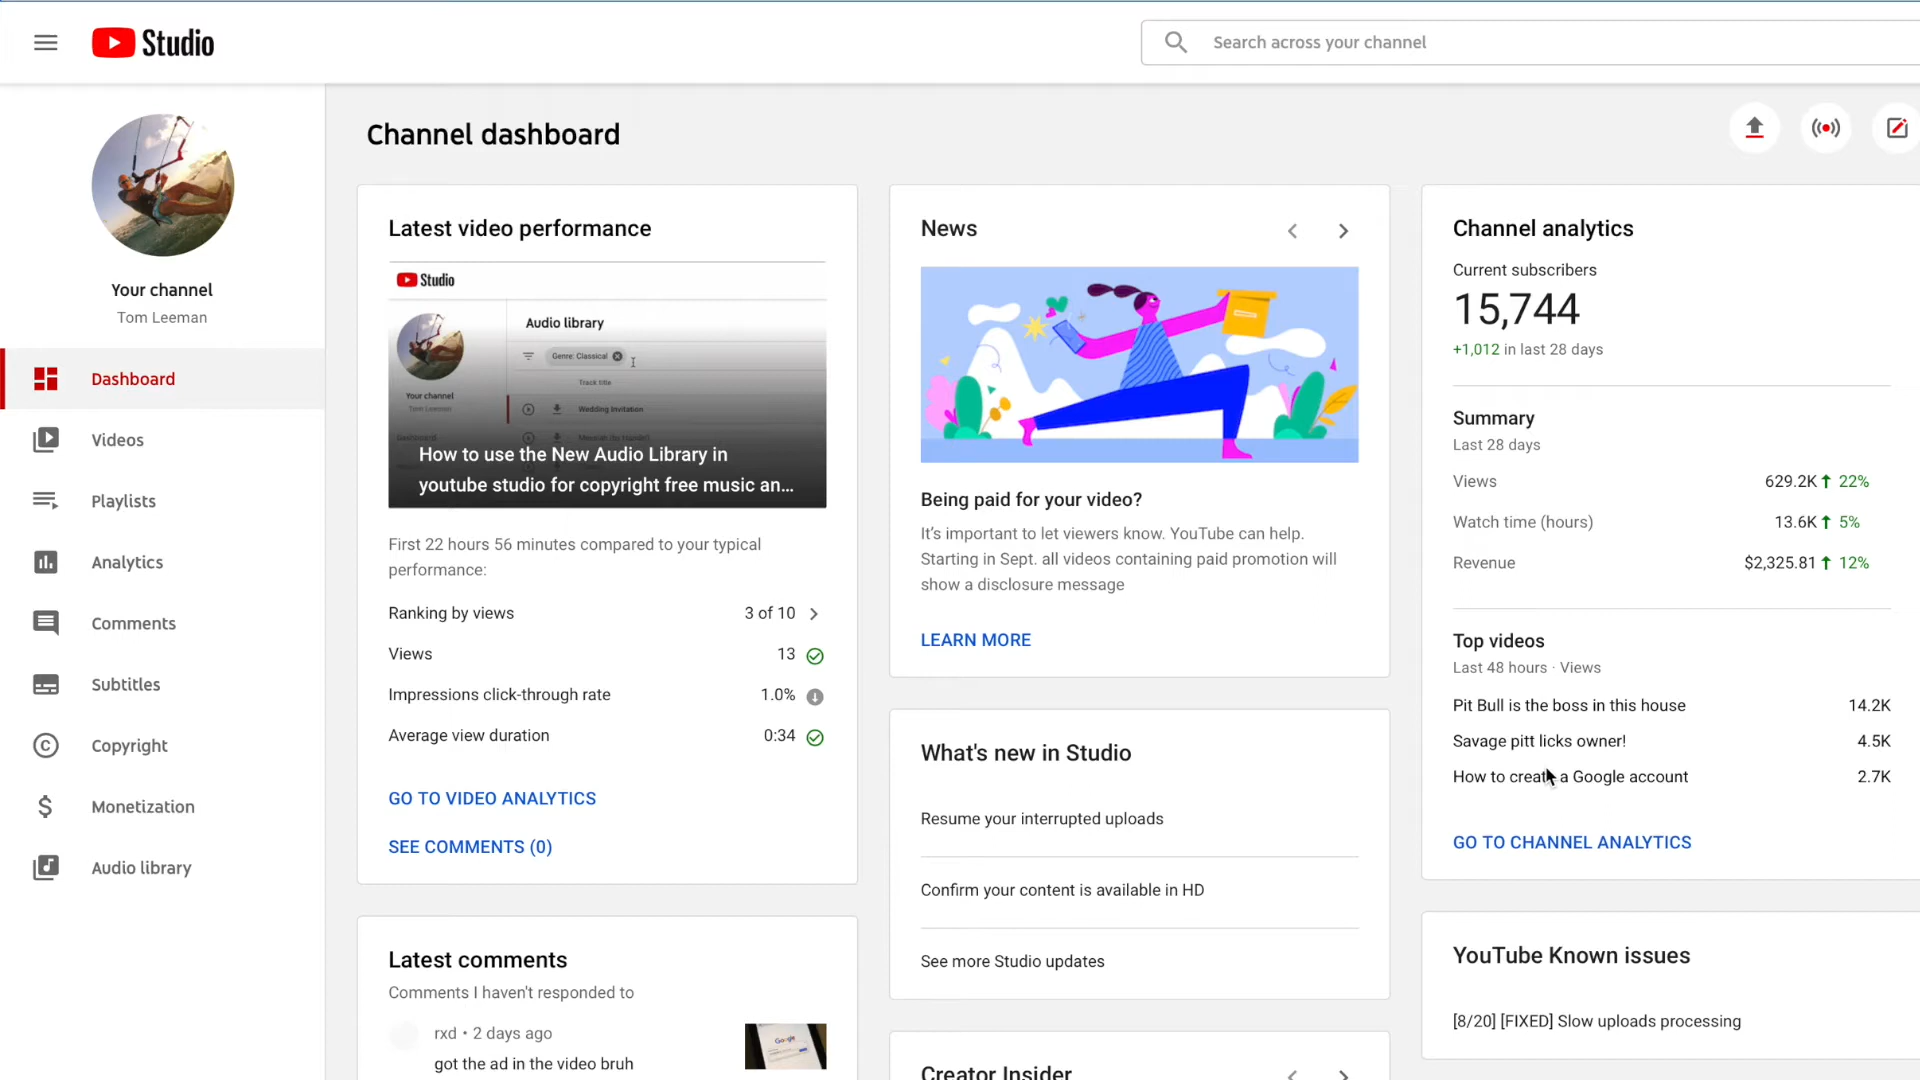 Studio
Search across your channel
Your channel
Tom Leeman
Dashboard
Videos
Playlists
Analytics
Comments
Subtitles
Copyright
Monetization
Audio library
Channel dashboard
Latest video performance
Studio
Audio library
Genre: Classical
Track title
Your channel
Tom Leeman
Wedding Invitation
How to use the New Audio Library in
youtube studio for copyright free music an...
First 22 hours 56 minutes compared to your typical
performance:
Ranking by views 3 of 10
Views 13
Impressions click-through rate 1.0%
Average view duration 0:34
GO TO VIDEO ANALYTICS
SEE COMMENTS (0)
Latest comments
Comments I haven't responded to
rxd • 2 days ago
got the ad in the video bruh
Google
News
Being paid for your video?
It's important to let viewers know. YouTube can help.
Starting in Sept. all videos containing paid promotion will
show a disclosure message
LEARN MORE
What's new in Studio
Resume your interrupted uploads
Confirm your content is available in HD
See more Studio updates
Creator Insider
Channel analytics
Current subscribers
15,744
+1,012 in last 28 days
Summary
Last 28 days
Views 629.2K 22%
Watch time (hours) 13.6K 5%
Revenue $2,325.81 12%
Top videos
Last 48 hours · Views
Pit Bull is the boss in this house 14.2K
Savage pitt licks owner! 4.5K
How to create a Google account 2.7K
GO TO CHANNEL ANALYTICS
YouTube Known issues
[8/20] [FIXED] Slow uploads processing